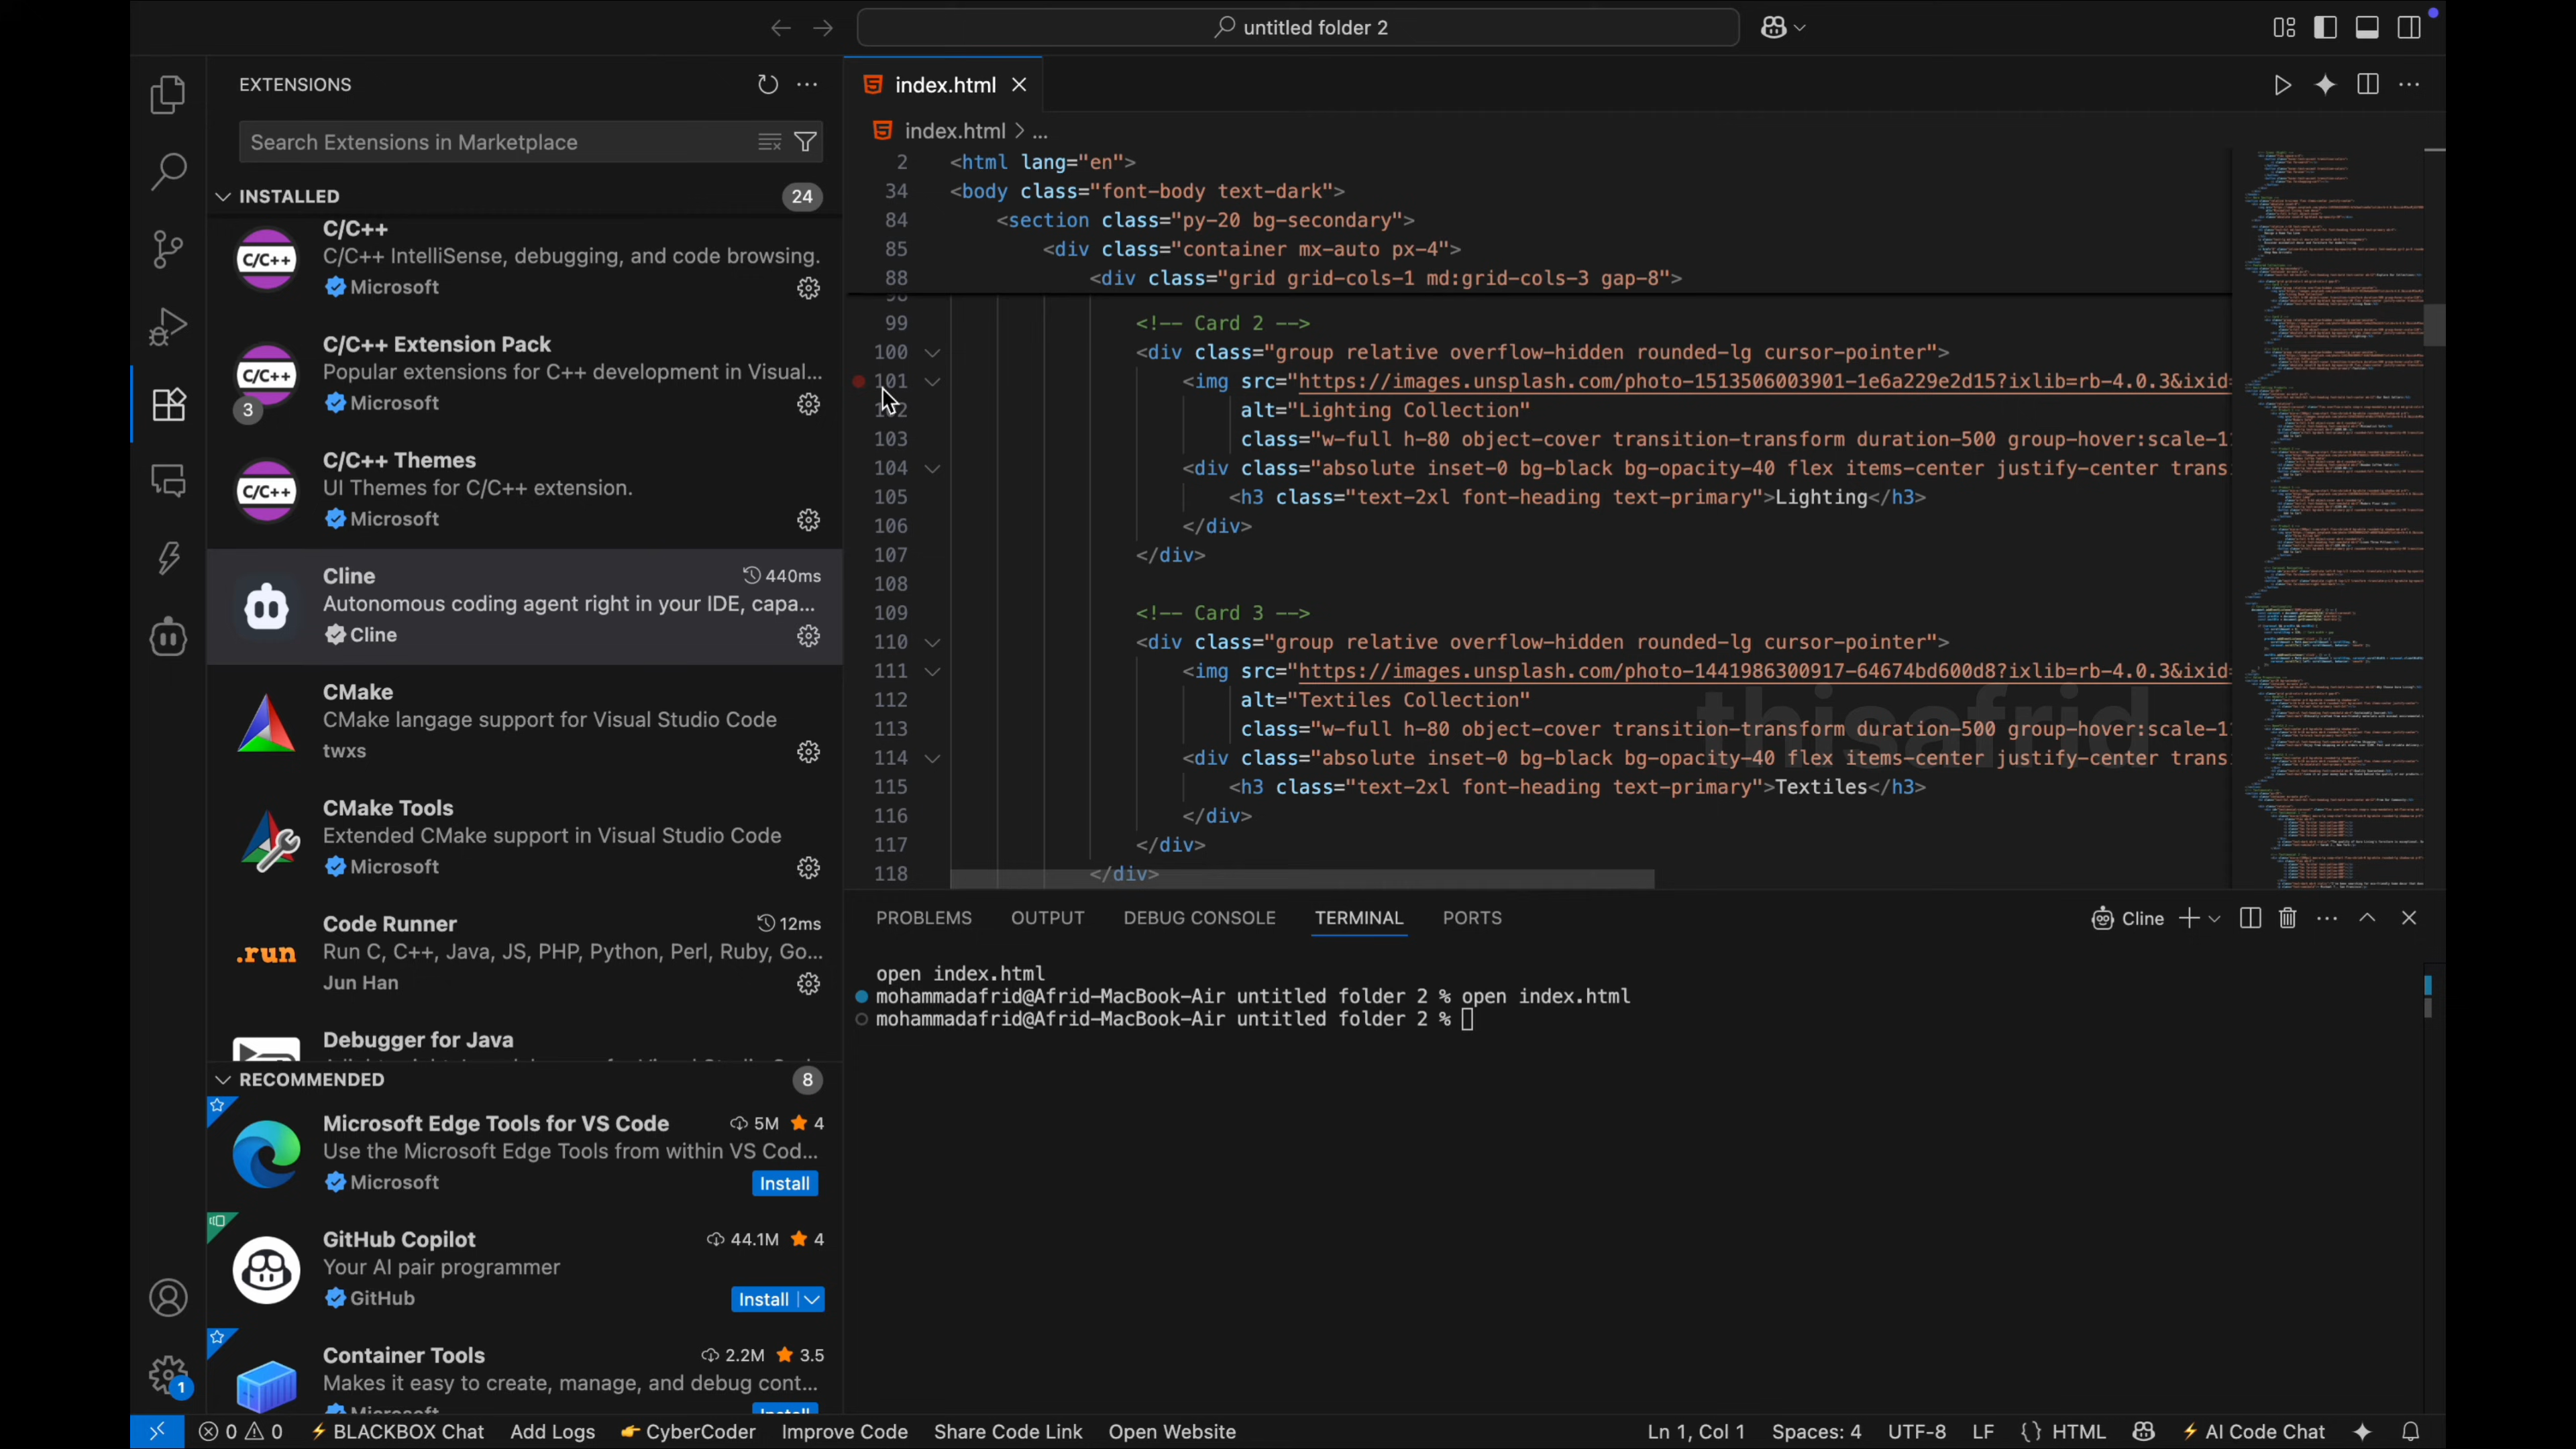 untitled folder 2
EXTENSIONS
Search Extensions in Marketplace
INSTALLED
24
C/C++
C/C++
C/C++ IntelliSense, debugging, and code browsing.
Microsoft
C/C++ Extension Pack
C/C++
Popular extensions for C++ development in Visual...
3
Microsoft
C/C++ Themes
C/C++
UI Themes for C/C++ extension.
Microsoft
Cline
440ms
Autonomous coding agent right in your IDE, capa...
Cline
CMake
CMake langage support for Visual Studio Code
twxs
CMake Tools
Extended CMake support in Visual Studio Code
Microsoft
Code Runner
12ms
.run
Run C, C++, Java, JS, PHP, Python, Perl, Ruby, Go...
Jun Han
Debugger for Java
RECOMMENDED
8
Microsoft Edge Tools for VS Code
5M
4
Use the Microsoft Edge Tools from within VS Cod...
Microsoft
Install
GitHub Copilot
44.1M
4
Your AI pair programmer
GitHub
Install
Container Tools
2.2M
3.5
Makes it easy to create, manage, and debug cont...
Microsoft
Install
1
index.html
index.html > ...
2 <html lang="en">
34 <body class="font-body text-dark">
84 <section class="py-20 bg-secondary">
85 <div class="container mx-auto px-4">
88 <div class="grid grid-cols-1 md:grid-cols-3 gap-8">
99 <!-- Card 2 -->
100 <div class="group relative overflow-hidden rounded-lg cursor-pointer">
101 <img src="https://images.unsplash.com/photo-1513506003901-1e6a229e2d15?ixlib=rb-4.0.3&ixid=
102 alt="Lighting Collection"
103 class="w-full h-80 object-cover transition-transform duration-500 group-hover:scale-1
104 <div class="absolute inset-0 bg-black bg-opacity-40 flex items-center justify-center trans
105 <h3 class="text-2xl font-heading text-primary">Lighting</h3>
106 </div>
107 </div>
108
109 <!-- Card 3 -->
110 <div class="group relative overflow-hidden rounded-lg cursor-pointer">
111 <img src="https://images.unsplash.com/photo-1441986300917-64674bd600d8?ixlib=rb-4.0.3&ixid=
112 alt="Textiles Collection"
113 class="w-full h-80 object-cover transition-transform duration-500 group-hover:scale-1
114 <div class="absolute inset-0 bg-black bg-opacity-40 flex items-center justify-center trans
115 <h3 class="text-2xl font-heading text-primary">Textiles</h3>
116 </div>
117 </div>
118 </div>
thisafrid
PROBLEMS OUTPUT DEBUG CONSOLE TERMINAL PORTS
Cline
open index.html
mohammadafrid@Afrid-MacBook-Air untitled folder 2 % open index.html
mohammadafrid@Afrid-MacBook-Air untitled folder 2 %
0 0 BLACKBOX Chat Add Logs CyberCoder Improve Code Share Code Link Open Website
Ln 1, Col 1 Spaces: 4 UTF-8 LF {} HTML AI Code Chat